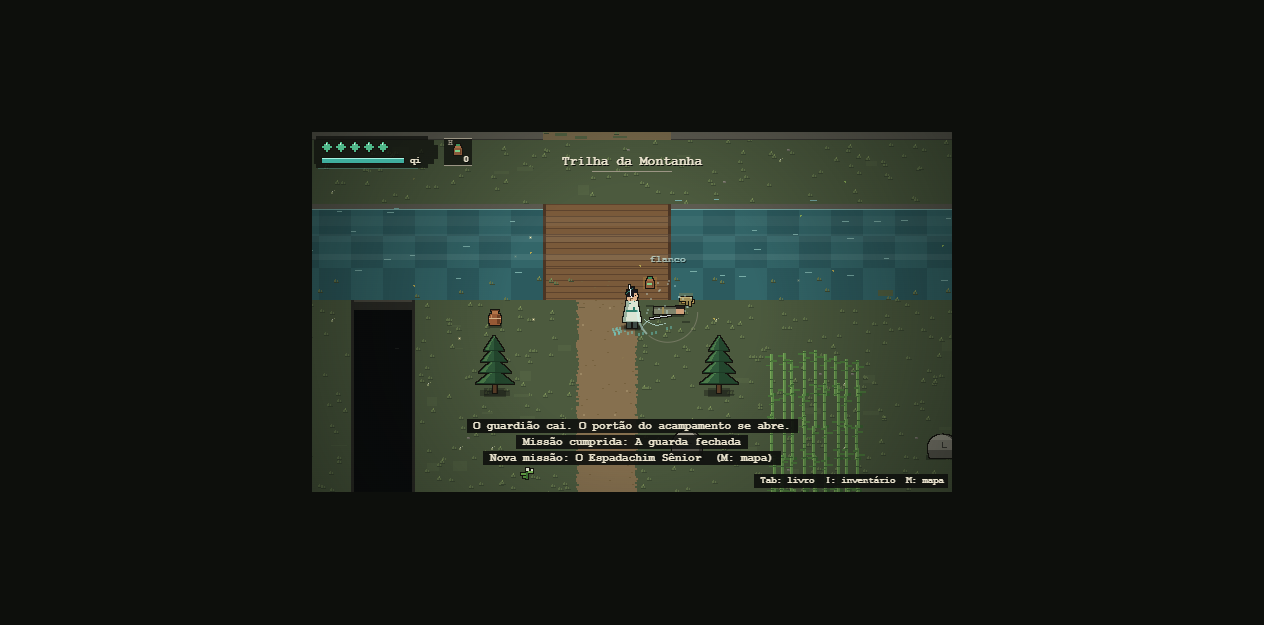 qi
H
0
Trilha da Montanha
flanco
O guardião cai. O portão do acampamento se abre.
Missão cumprida: A guarda fechada
Nova missão: O Espadachim Sênior (M: mapa)
Tab: livro I: inventário M: mapa